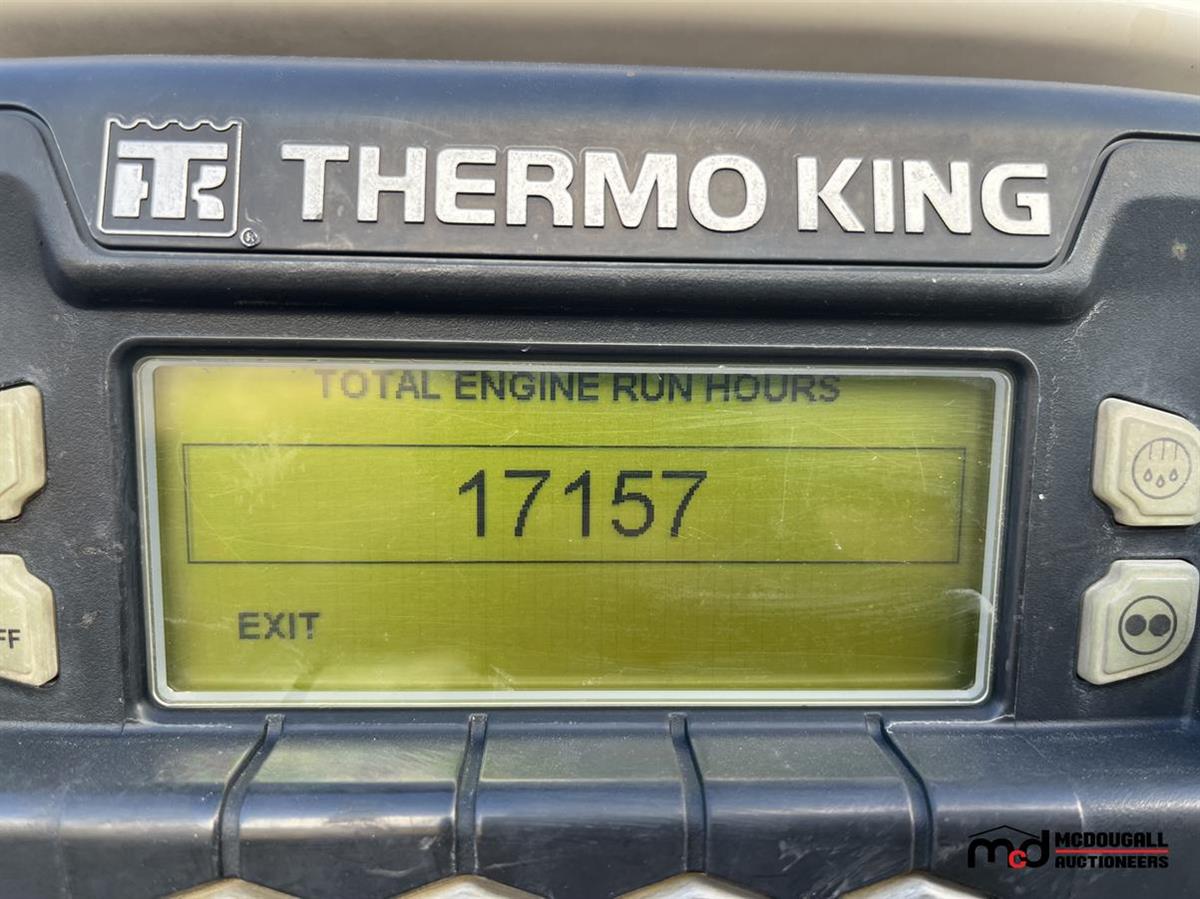 TK ® THERMO KING
TOTAL ENGINE RUN HOURS
17157
EXIT
FF
mcd MCDOUGALL
AUCTIONEERS